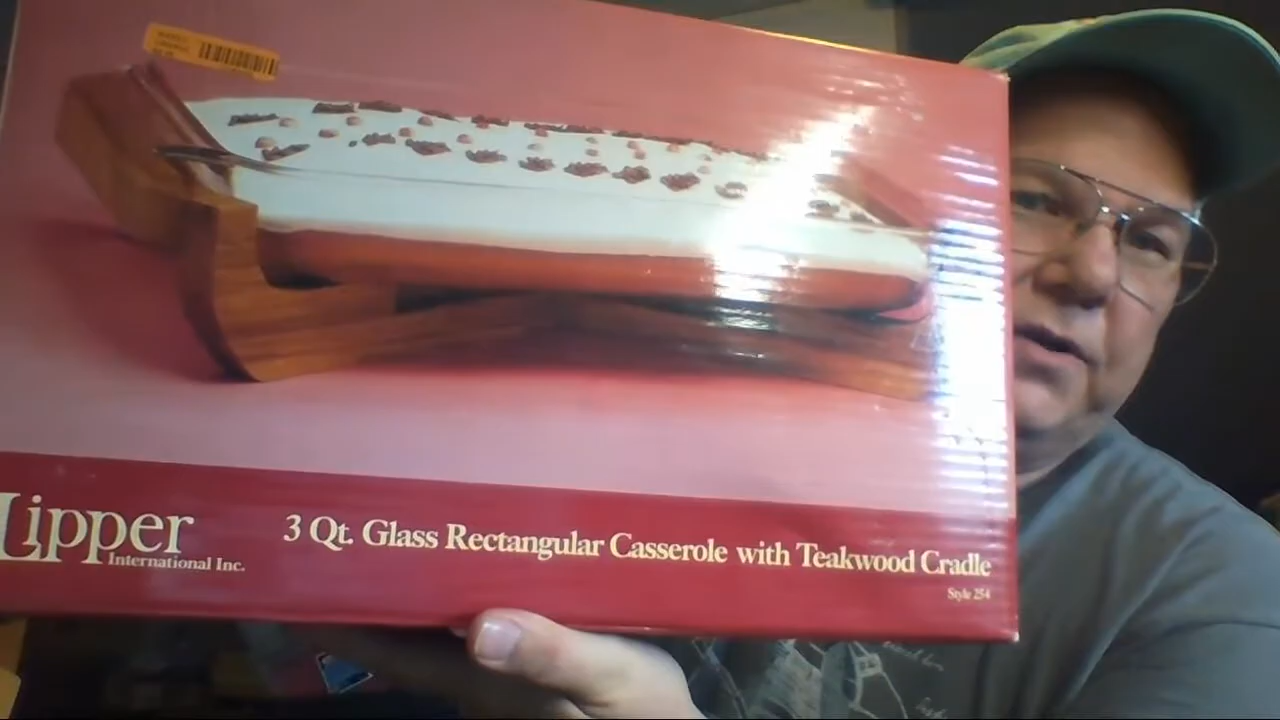 Lipper
International Inc.
3 Qt. Glass Rectangular Casserole with Teakwood Cradle
Style 254